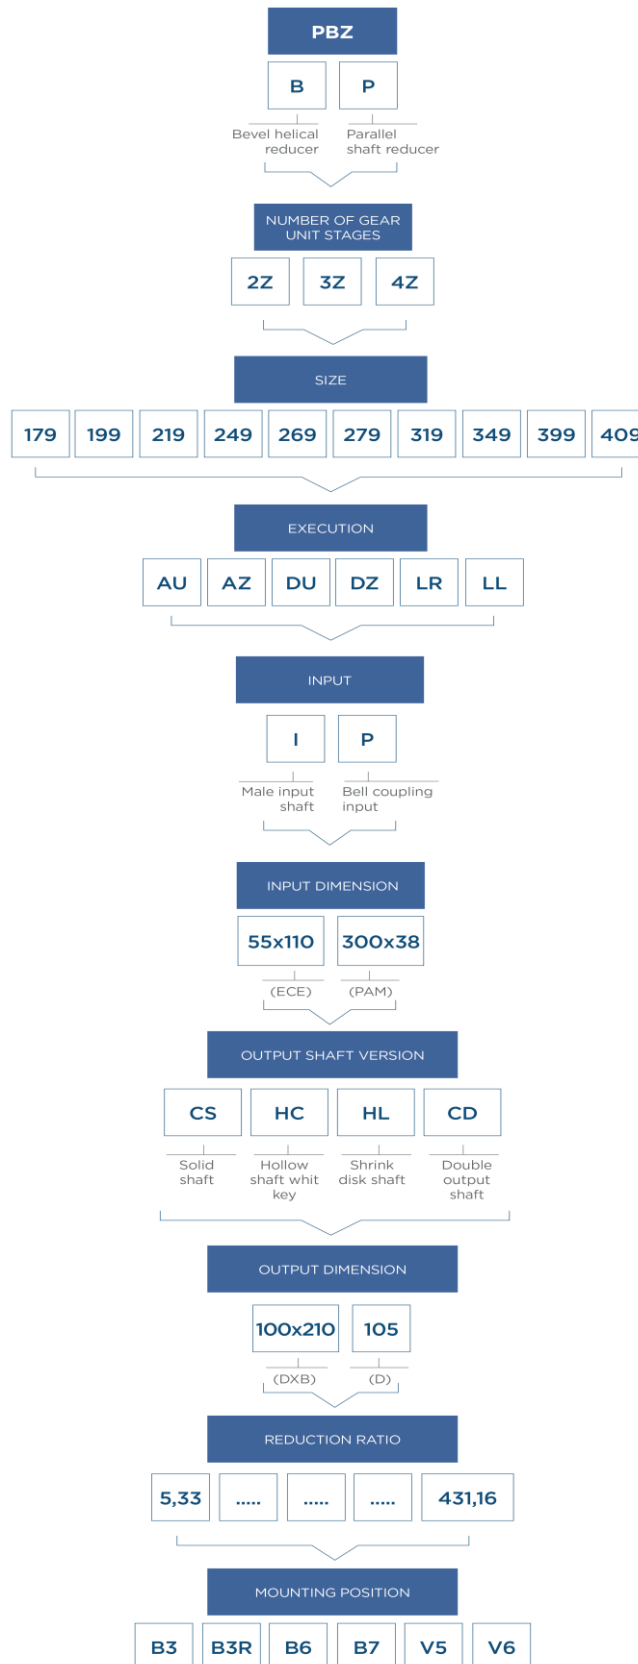 PBZ
B P
Bevel helical Parallel
reducer shaft reducer
NUMBER OF GEAR
UNIT STAGES
2Z 3Z 4Z
SIZE
179 199 219 249 269 279 319 349 399 409
EXECUTION
AU AZ DU DZ LR LL
INPUT
I P
Male input Bell coupling
shaft input
INPUT DIMENSION
55x110 300x38
(ECE) (PAM)
OUTPUT SHAFT VERSION
CS HC HL CD
Solid Hollow Shrink Double
shaft shaft whit disk shaft output
key shaft
OUTPUT DIMENSION
100x210 105
(DXB) (D)
REDUCTION RATIO
5,33 ..... ..... ..... 431,16
MOUNTING POSITION
B3 B3R B6 B7 V5 V6